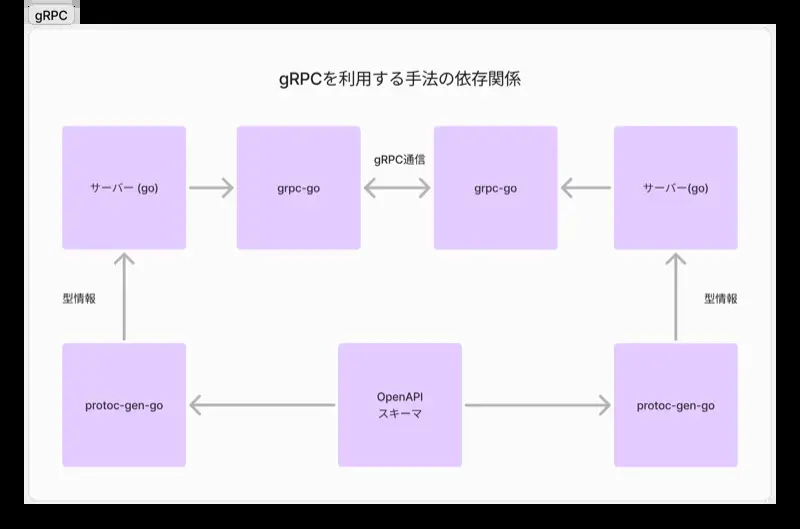 gRPC
gRPCを利用する手法の依存関係
サーバー (go)
grpc-go
gRPC通信
grpc-go
サーバー(go)
型情報
型情報
protoc-gen-go
OpenAPI
スキーマ
protoc-gen-go